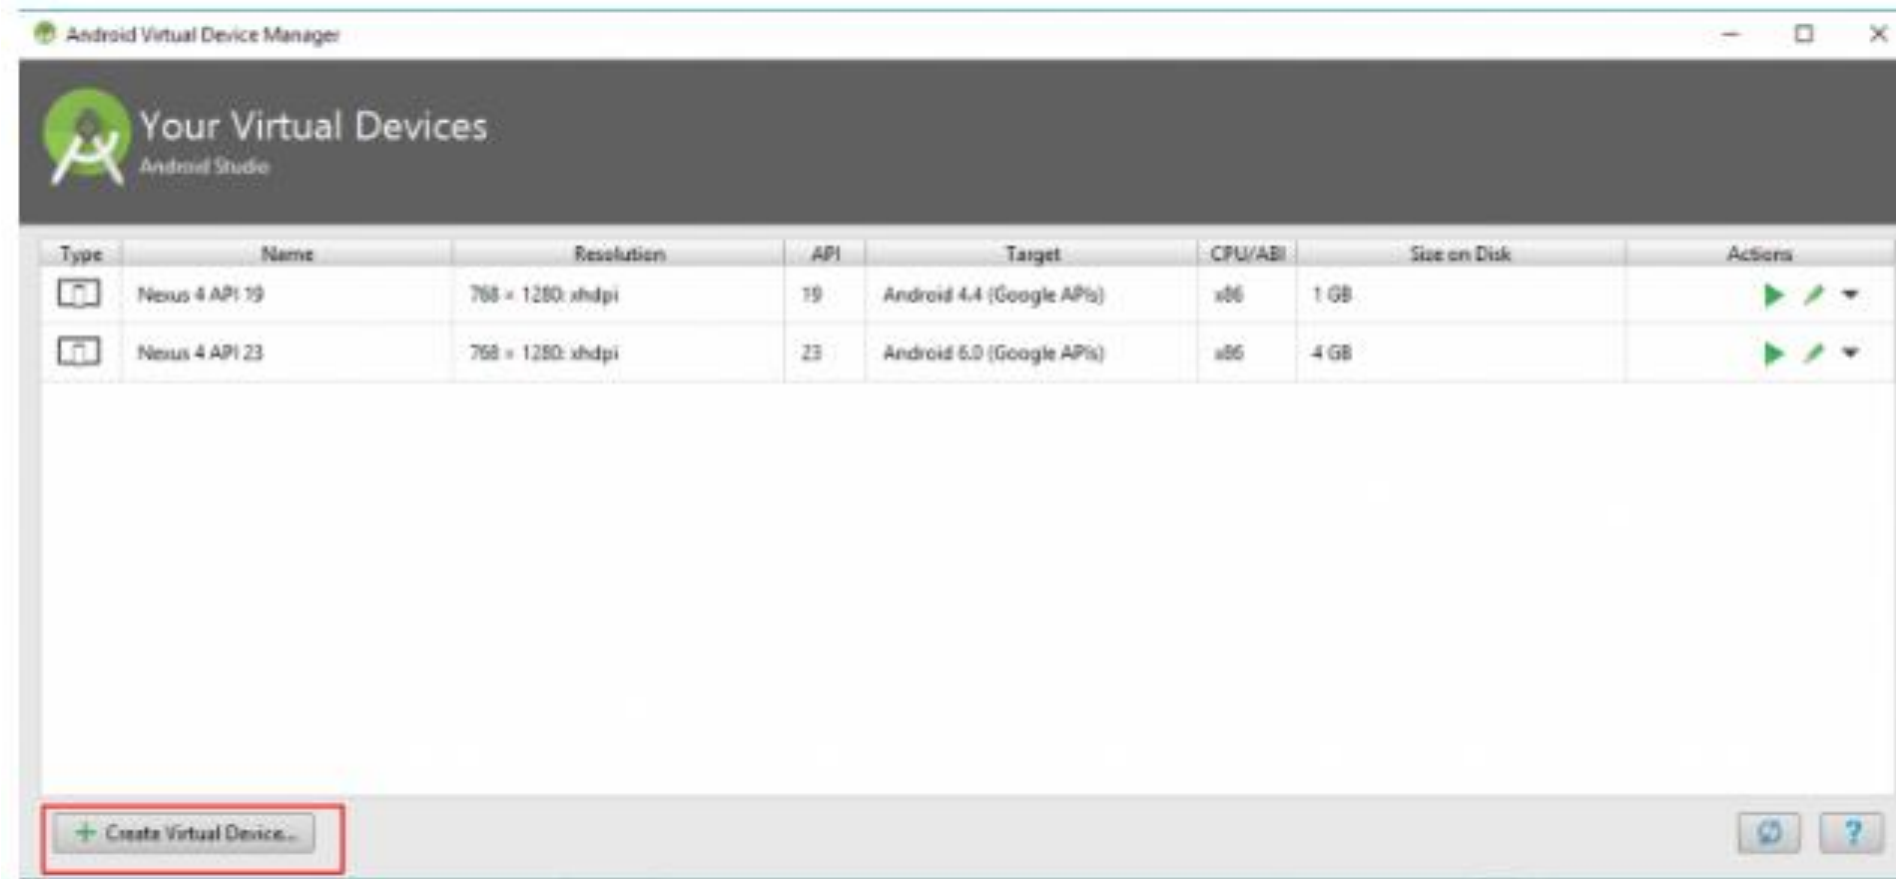 Android Virtual Device Manager
Your Virtual Devices
Android Studio
Type Name Resolution API Target CPU/ABI Size on Disk Actions
Nexus 4 API 19 768 × 1280: xhdpi 19 Android 4.4 (Google APIs) x86 1 GB
Nexus 4 API 23 768 × 1280: xhdpi 23 Android 6.0 (Google APIs) x86 4 GB
+ Create Virtual Device...
?